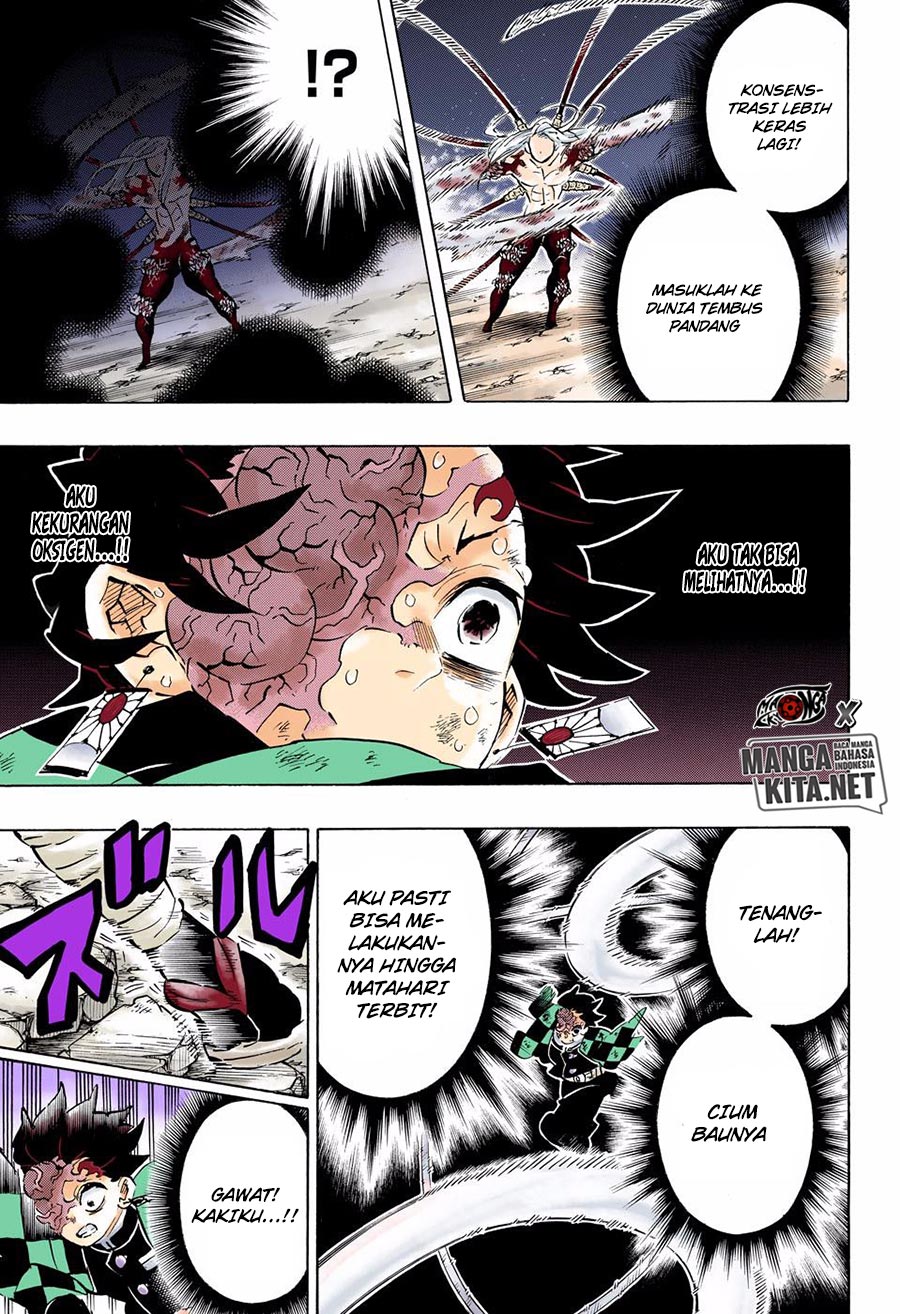 KONSENS-
TRASI LEBIH
KERAS
LAGI!
MASUKLAH KE
DUNIA TEMBUS
PANDANG
!?
AKU TAK BISA
MELIHATNYA...!!
AKU
KEKURANGAN
OKSIGEN...!!
X
MANGA
BACA MANGA
BAHASA
INDONESIA
KITA.NET
TENANG-
LAH!
CIUM
BAUNYA
AKU PASTI
BISA ME-
LAKUKAN-
NYA HINGGA
MATAHARI
TERBIT!
ズル
GAWAT!
KAKIKU...!!